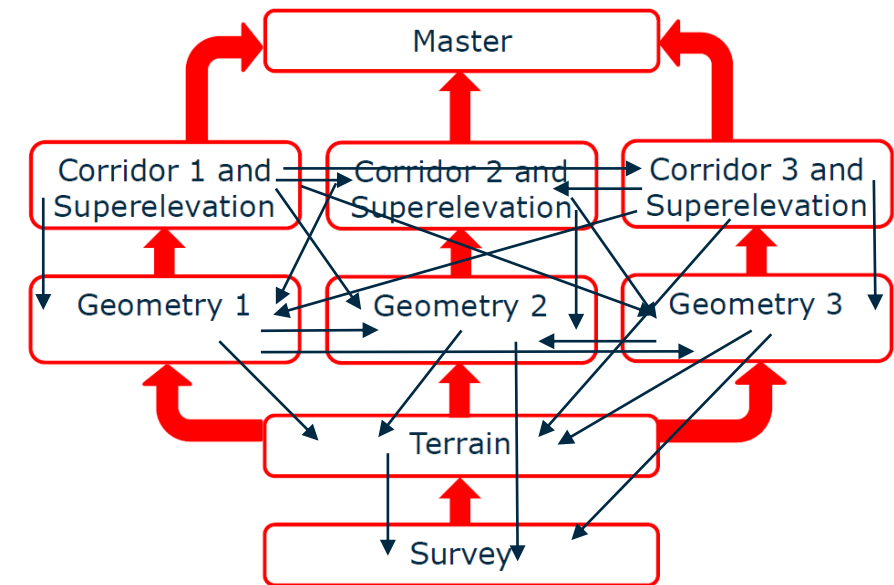 Master
Corridor 1 and
Superelevation
Corridor 2 and
Superelevation
Corridor 3 and
Superelevation
Geometry 1
Geometry 2
Geometry 3
Terrain
Survey